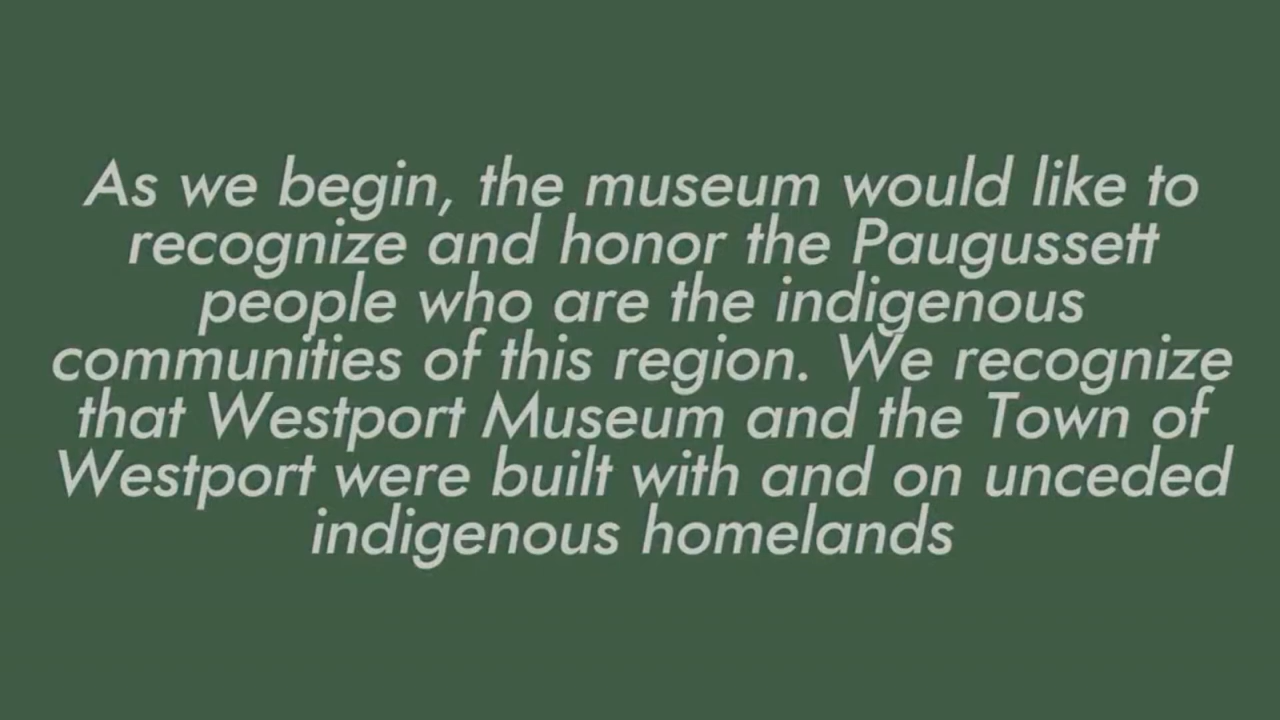 As we begin, the museum would like to
recognize and honor the Paugussett
people who are the indigenous
communities of this region. We recognize
that Westport Museum and the Town of
Westport were built with and on unceded
indigenous homelands